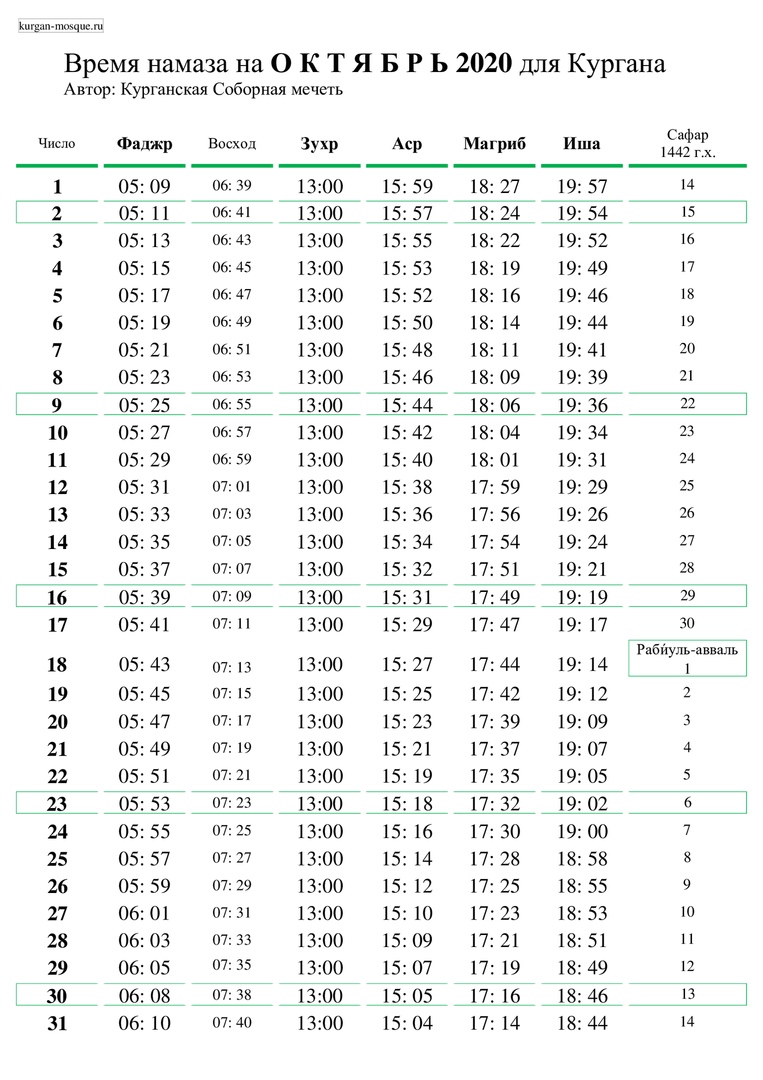 kurgan-mosque.ru
Время намаза на О К Т Я Б Р Ь 2020 для Кургана
Автор: Курганская Соборная мечеть
Число Фаджр Восход Зухр Аср Магриб Иша Сафар 1442 г.х.
1 05: 09 06: 39 13:00 15: 59 18: 27 19: 57 14
2 05: 11 06: 41 13:00 15: 57 18: 24 19: 54 15
3 05: 13 06: 43 13:00 15: 55 18: 22 19: 52 16
4 05: 15 06: 45 13:00 15: 53 18: 19 19: 49 17
5 05: 17 06: 47 13:00 15: 52 18: 16 19: 46 18
6 05: 19 06: 49 13:00 15: 50 18: 14 19: 44 19
7 05: 21 06: 51 13:00 15: 48 18: 11 19: 41 20
8 05: 23 06: 53 13:00 15: 46 18: 09 19: 39 21
9 05: 25 06: 55 13:00 15: 44 18: 06 19: 36 22
10 05: 27 06: 57 13:00 15: 42 18: 04 19: 34 23
11 05: 29 06: 59 13:00 15: 40 18: 01 19: 31 24
12 05: 31 07: 01 13:00 15: 38 17: 59 19: 29 25
13 05: 33 07: 03 13:00 15: 36 17: 56 19: 26 26
14 05: 35 07: 05 13:00 15: 34 17: 54 19: 24 27
15 05: 37 07: 07 13:00 15: 32 17: 51 19: 21 28
16 05: 39 07: 09 13:00 15: 31 17: 49 19: 19 29
17 05: 41 07: 11 13:00 15: 29 17: 47 19: 17 30
18 05: 43 07: 13 13:00 15: 27 17: 44 19: 14 Раби́уль-авваль 1
19 05: 45 07: 15 13:00 15: 25 17: 42 19: 12 2
20 05: 47 07: 17 13:00 15: 23 17: 39 19: 09 3
21 05: 49 07: 19 13:00 15: 21 17: 37 19: 07 4
22 05: 51 07: 21 13:00 15: 19 17: 35 19: 05 5
23 05: 53 07: 23 13:00 15: 18 17: 32 19: 02 6
24 05: 55 07: 25 13:00 15: 16 17: 30 19: 00 7
25 05: 57 07: 27 13:00 15: 14 17: 28 18: 58 8
26 05: 59 07: 29 13:00 15: 12 17: 25 18: 55 9
27 06: 01 07: 31 13:00 15: 10 17: 23 18: 53 10
28 06: 03 07: 33 13:00 15: 09 17: 21 18: 51 11
29 06: 05 07: 35 13:00 15: 07 17: 19 18: 49 12
30 06: 08 07: 38 13:00 15: 05 17: 16 18: 46 13
31 06: 10 07: 40 13:00 15: 04 17: 14 18: 44 14